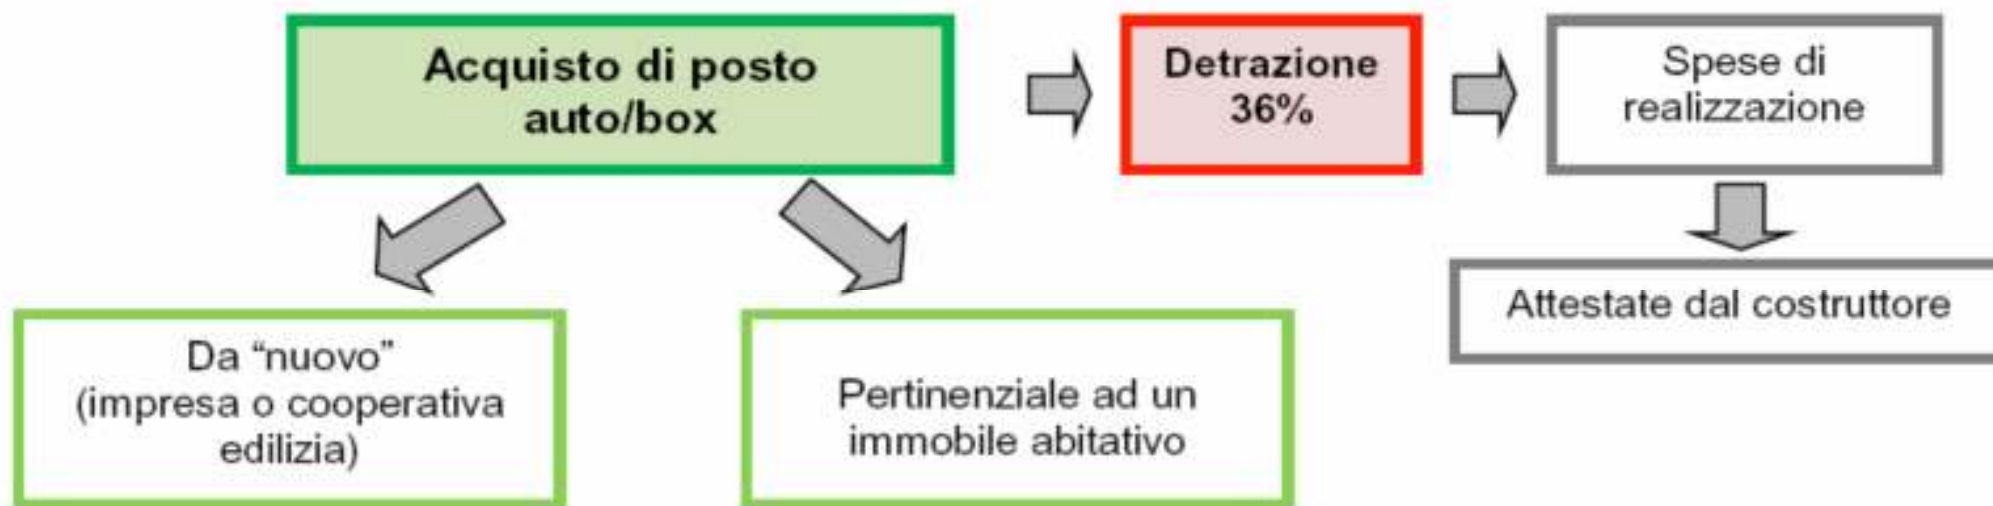 Acquisto di posto
auto/box
Detrazione
36%
Spese di
realizzazione
Attestate dal costruttore
Da “nuovo”
(impresa o cooperativa
edilizia)
Pertinenziale ad un
immobile abitativo